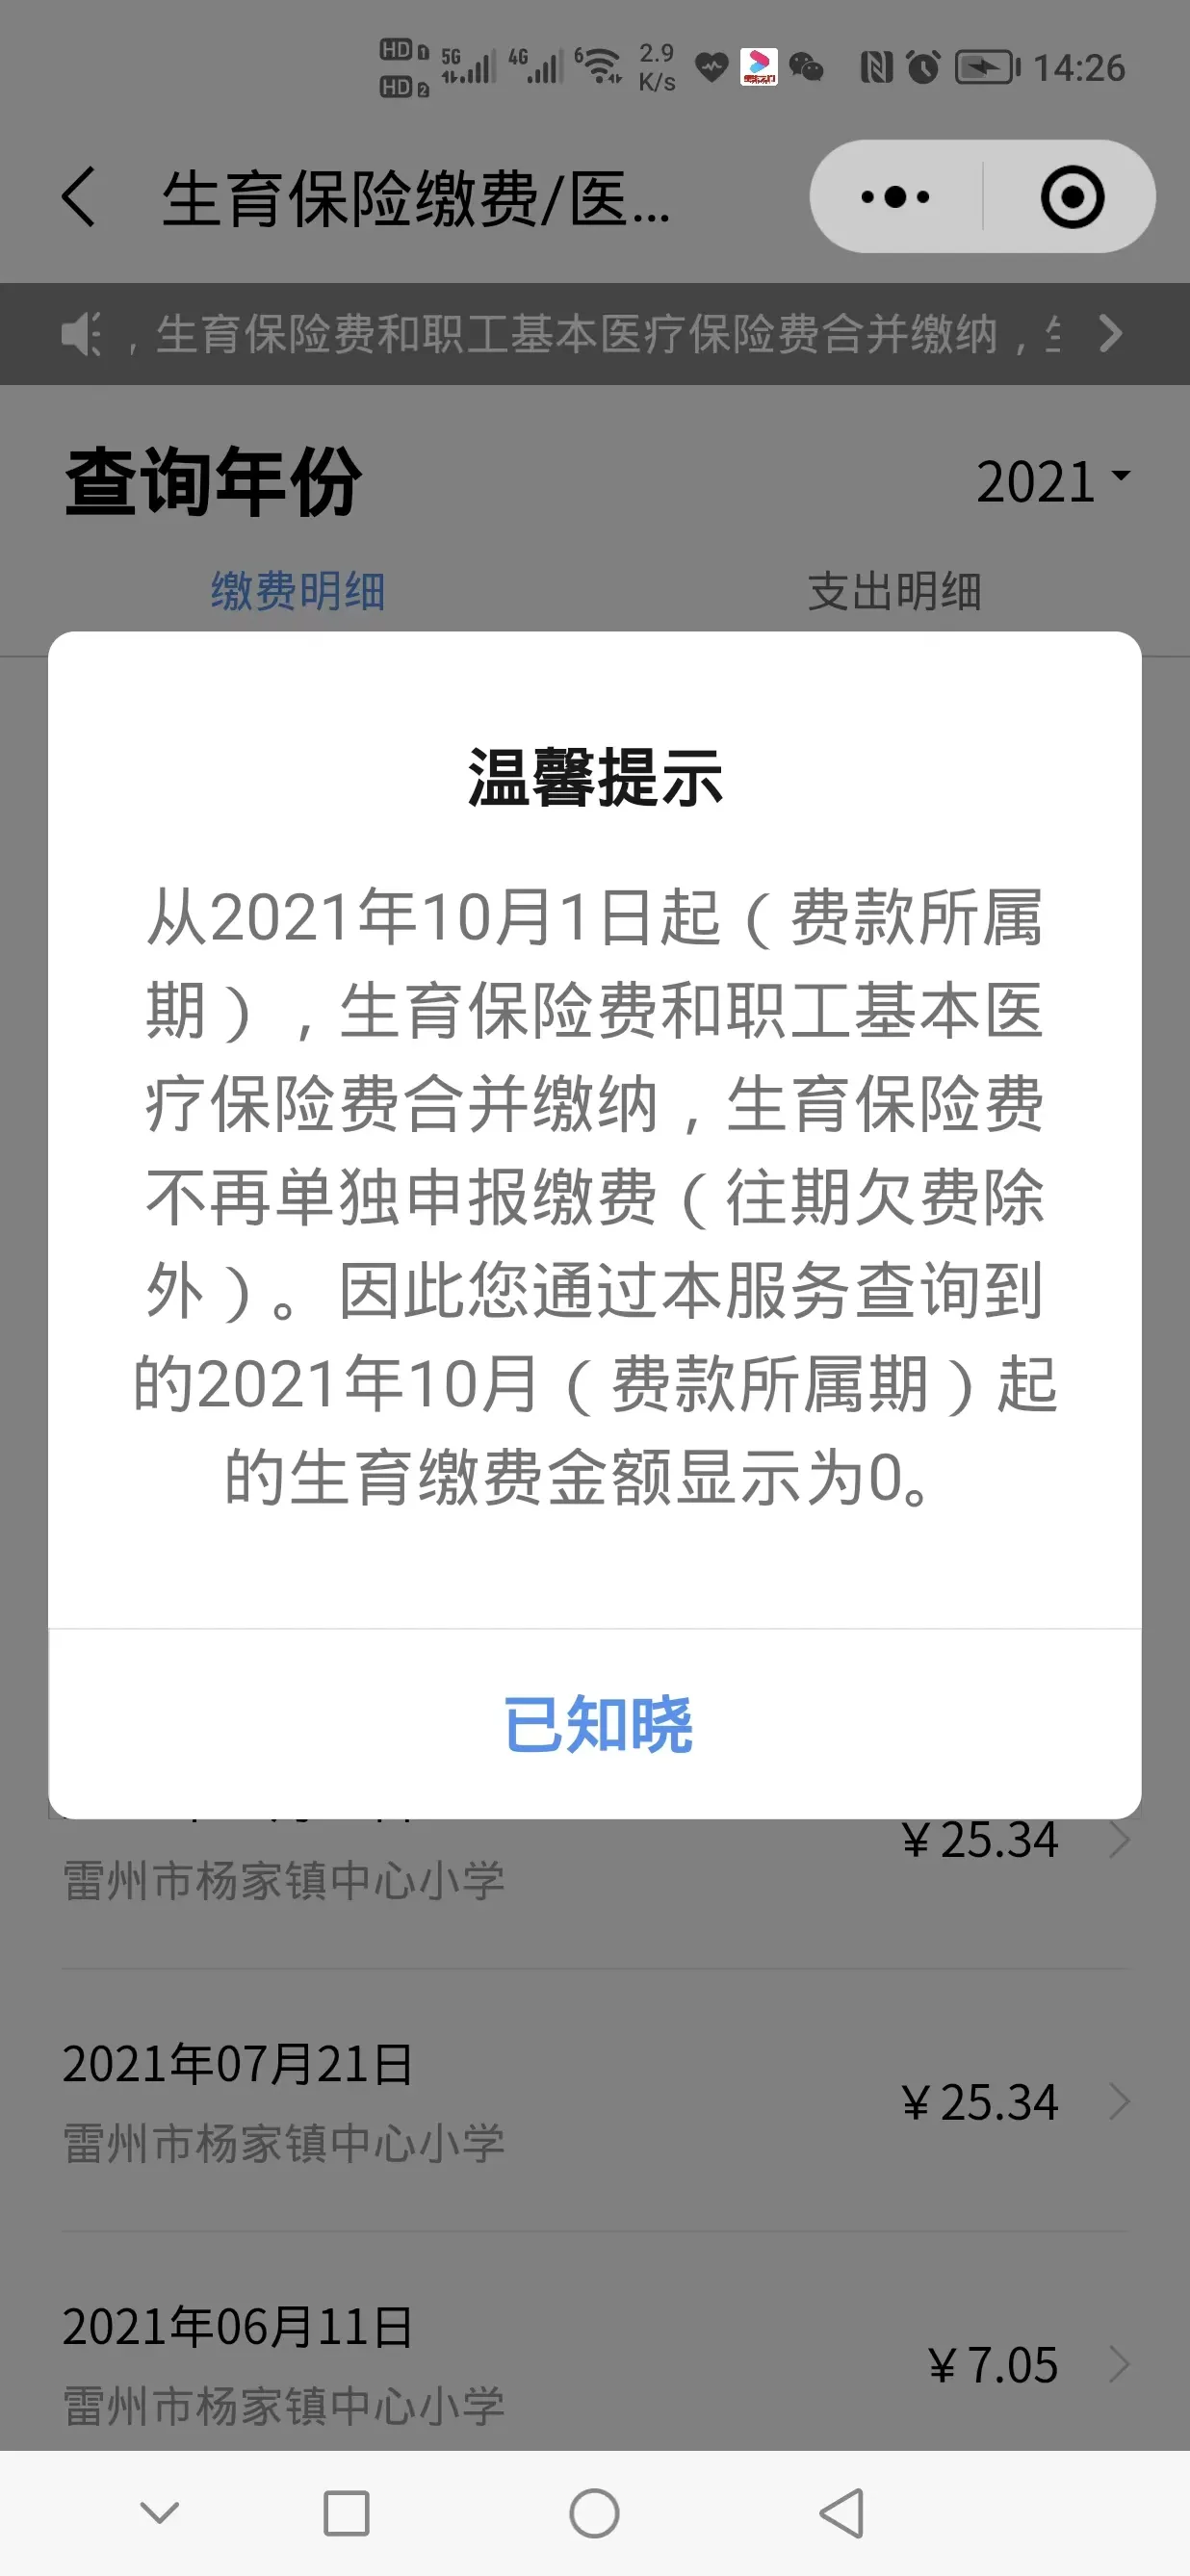 HD 1
HD 2
5G
4G
6
2.9
K/s
14:26
生育保险缴费/医...
，生育保险费和职工基本医疗保险费合并缴纳，
查询年份
2021
缴费明细
支出明细
温馨提示
从2021年10月1日起（费款所属
期），生育保险费和职工基本医
疗保险费合并缴纳，生育保险费
不再单独申报缴费（往期欠费除
外）。因此您通过本服务查询到
的2021年10月（费款所属期）起
的生育缴费金额显示为0。
已知晓
￥25.34
雷州市杨家镇中心小学
2021年07月21日
￥25.34
雷州市杨家镇中心小学
2021年06月11日
￥7.05
雷州市杨家镇中心小学